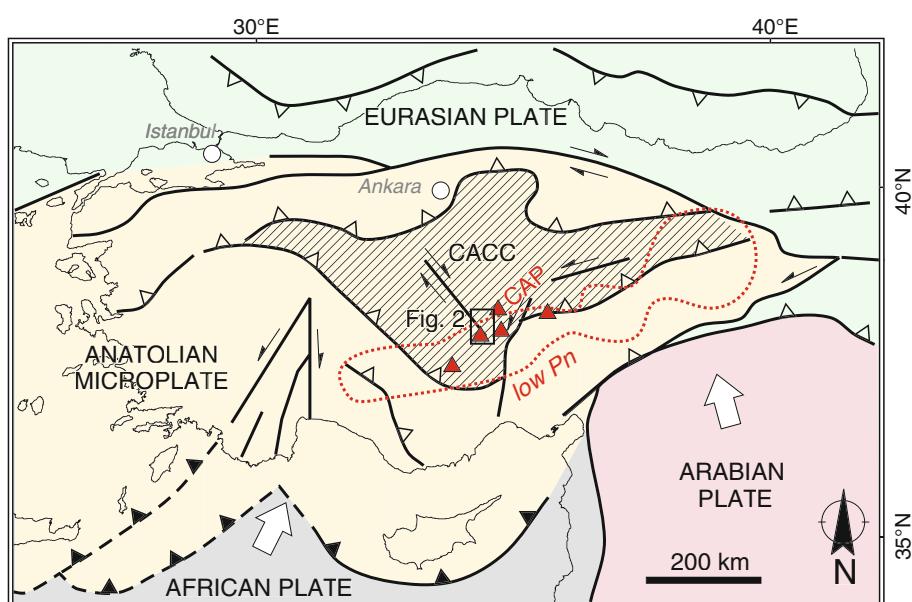 30°E
40°E
EURASIAN PLATE
Istanbul
Ankara
40°N
CACC
CAP
Fig. 2
ANATOLIAN
MICROPLATE
low Pn
ARABIAN
PLATE
35°N
200 km
N
AFRICAN PLATE